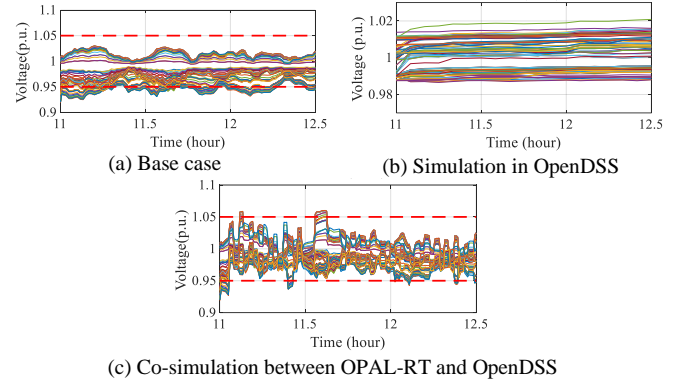 1.1
1.05
1
0.95
0.9
Voltage(p.u.)
11
11.5
12
12.5
Time (hour)
(a) Base case
1.02
1
0.98
Voltage (p.u.)
11
11.5
12
12.5
Time (hour)
(b) Simulation in OpenDSS
1.1
1.05
1
0.95
0.9
Voltage(p.u.)
11
11.5
12
12.5
Time (hour)
(c) Co-simulation between OPAL-RT and OpenDSS